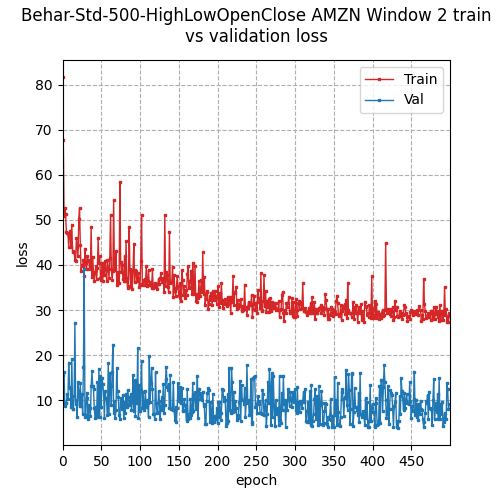 Behar-Std-500-HighLowOpenClose AMZN Window 2 train
vs validation loss
Train
Val
80
70
60
50
40
30
20
10
loss
0 50 100 150 200 250 300 350 400 450
epoch